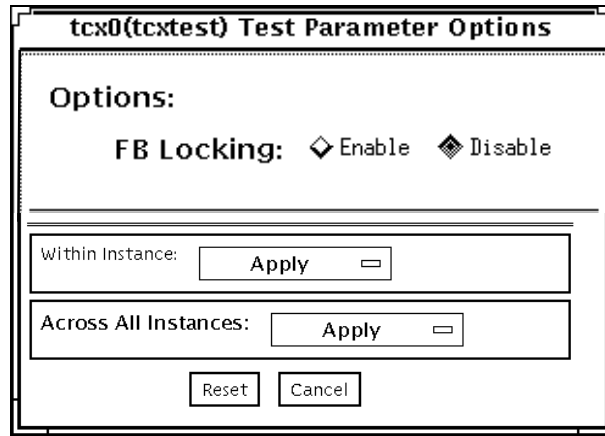 tcx0(tcxtest) Test Parameter Options
Options:
FB Locking: Enable Disable
Within Instance: Apply
Across All Instances: Apply
Reset Cancel